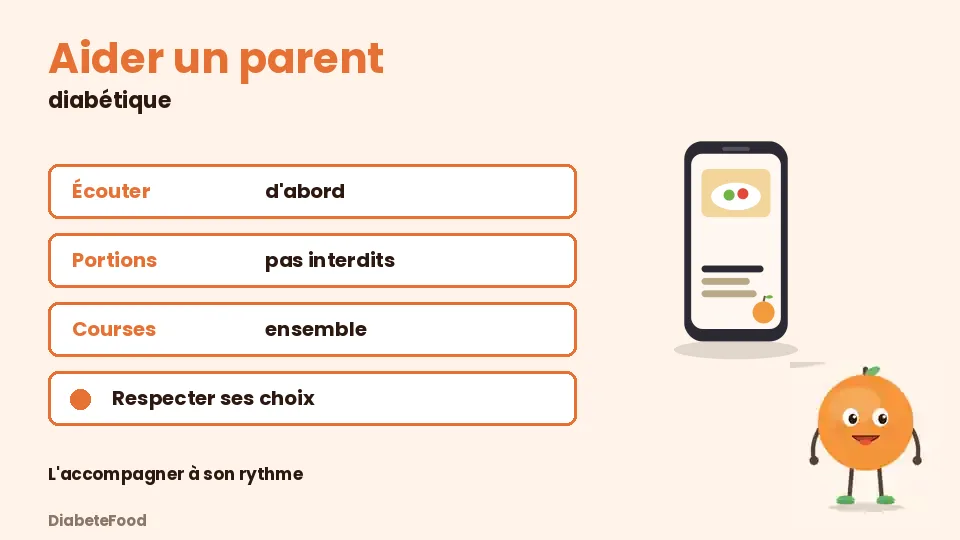 Aider un parent
diabétique
Écouter d'abord
Portions pas interdits
Courses ensemble
Respecter ses choix
L'accompagner à son rythme
DiabeteFood